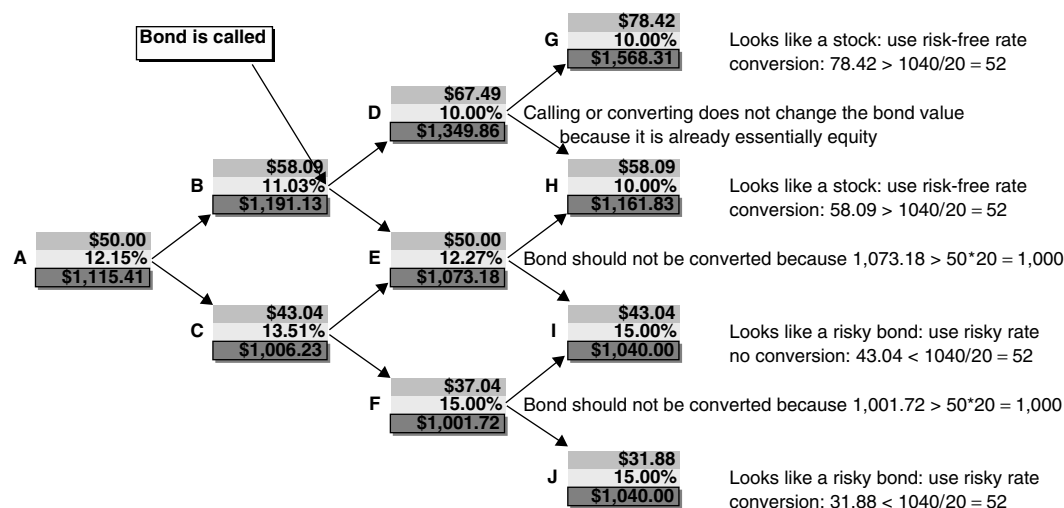 Bond is called
G
$78.42
10.00%
$1,568.31
Looks like a stock: use risk-free rate
conversion: 78.42 > 1040/20 = 52
D
$67.49
10.00%
$1,349.86
Calling or converting does not change the bond value
because it is already essentially equity
B
$58.09
11.03%
$1,191.13
H
$58.09
10.00%
$1,161.83
Looks like a stock: use risk-free rate
conversion: 58.09 > 1040/20 = 52
A
$50.00
12.15%
$1,115.41
E
$50.00
12.27%
$1,073.18
Bond should not be converted because 1,073.18 > 50*20 = 1,000
C
$43.04
13.51%
$1,006.23
I
$43.04
15.00%
$1,040.00
Looks like a risky bond: use risky rate
no conversion: 43.04 < 1040/20 = 52
F
$37.04
15.00%
$1,001.72
Bond should not be converted because 1,001.72 > 50*20 = 1,000
J
$31.88
15.00%
$1,040.00
Looks like a risky bond: use risky rate
conversion: 31.88 < 1040/20 = 52